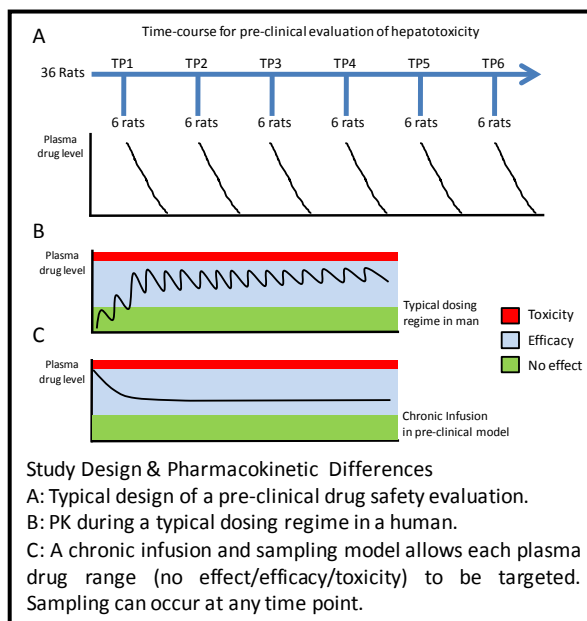 A
Time-course for pre-clinical evaluation of hepatotoxicity
36 Rats
TP1 TP2 TP3 TP4 TP5 TP6
6 rats 6 rats 6 rats 6 rats 6 rats 6 rats
Plasma
drug level
B
Plasma
drug level
Typical dosing
regime in man
Toxicity
Efficacy
No effect
C
Plasma
drug level
Chronic Infusion
in pre-clinical model
Study Design & Pharmacokinetic Differences
A: Typical design of a pre-clinical drug safety evaluation.
B: PK during a typical dosing regime in a human.
C: A chronic infusion and sampling model allows each plasma
drug range (no effect/efficacy/toxicity) to be targeted.
Sampling can occur at any time point.